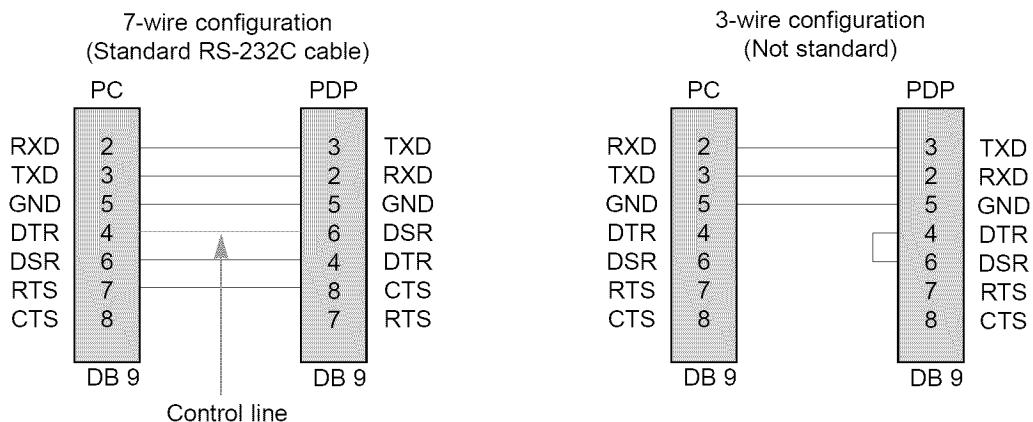 7-wire configuration
(Standard RS-232C cable)
PC PDP
RXD 2 3 TXD
TXD 3 2 RXD
GND 5 5 GND
DTR 4 6 DSR
DSR 6 4 DTR
RTS 7 8 CTS
CTS 8 7 RTS
DB 9 DB 9
Control line
3-wire configuration
(Not standard)
PC PDP
RXD 2 3 TXD
TXD 3 2 RXD
GND 5 5 GND
DTR 4 4 DTR
DSR 6 6 DSR
RTS 7 7 RTS
CTS 8 8 CTS
DB 9 DB 9